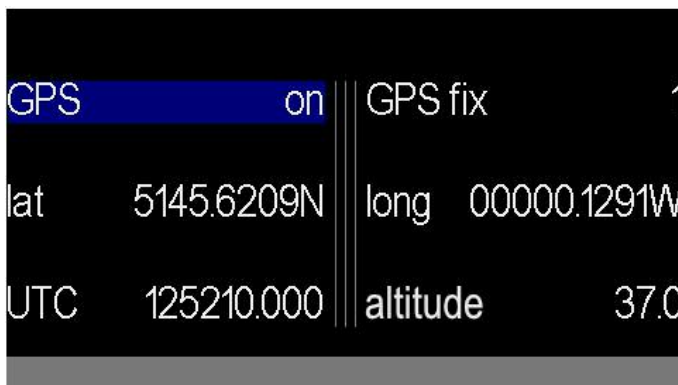 GPS on GPS fix 1
lat 5145.6209N long 00000.1291W
UTC 125210.000 altitude 37.0